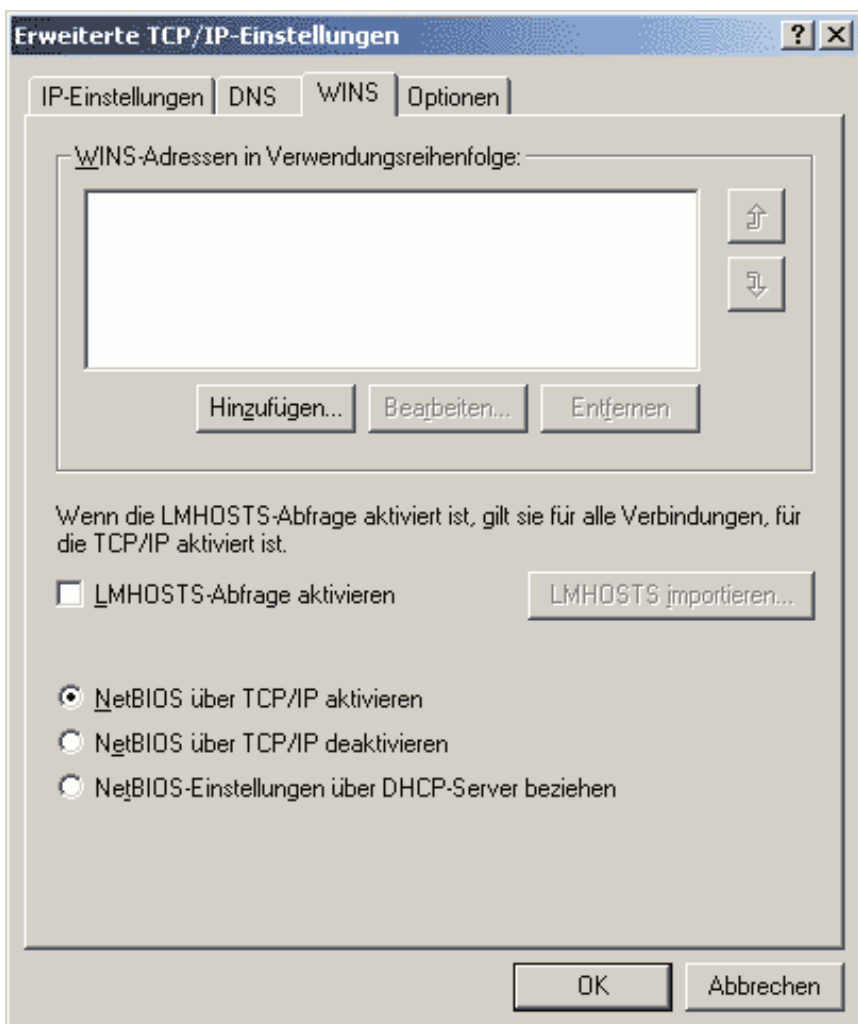 Erweiterte TCP/IP-Einstellungen
IP-Einstellungen DNS WINS Optionen
WINS-Adressen in Verwendungsreihenfolge:
Hinzufügen... Bearbeiten... Entfernen
Wenn die LMHOSTS-Abfrage aktiviert ist, gilt sie für alle Verbindungen, für
die TCP/IP aktiviert ist.
LMHOSTS-Abfrage aktivieren LMHOSTS importieren...
NetBIOS über TCP/IP aktivieren
NetBIOS über TCP/IP deaktivieren
NetBIOS-Einstellungen über DHCP-Server beziehen
OK Abbrechen